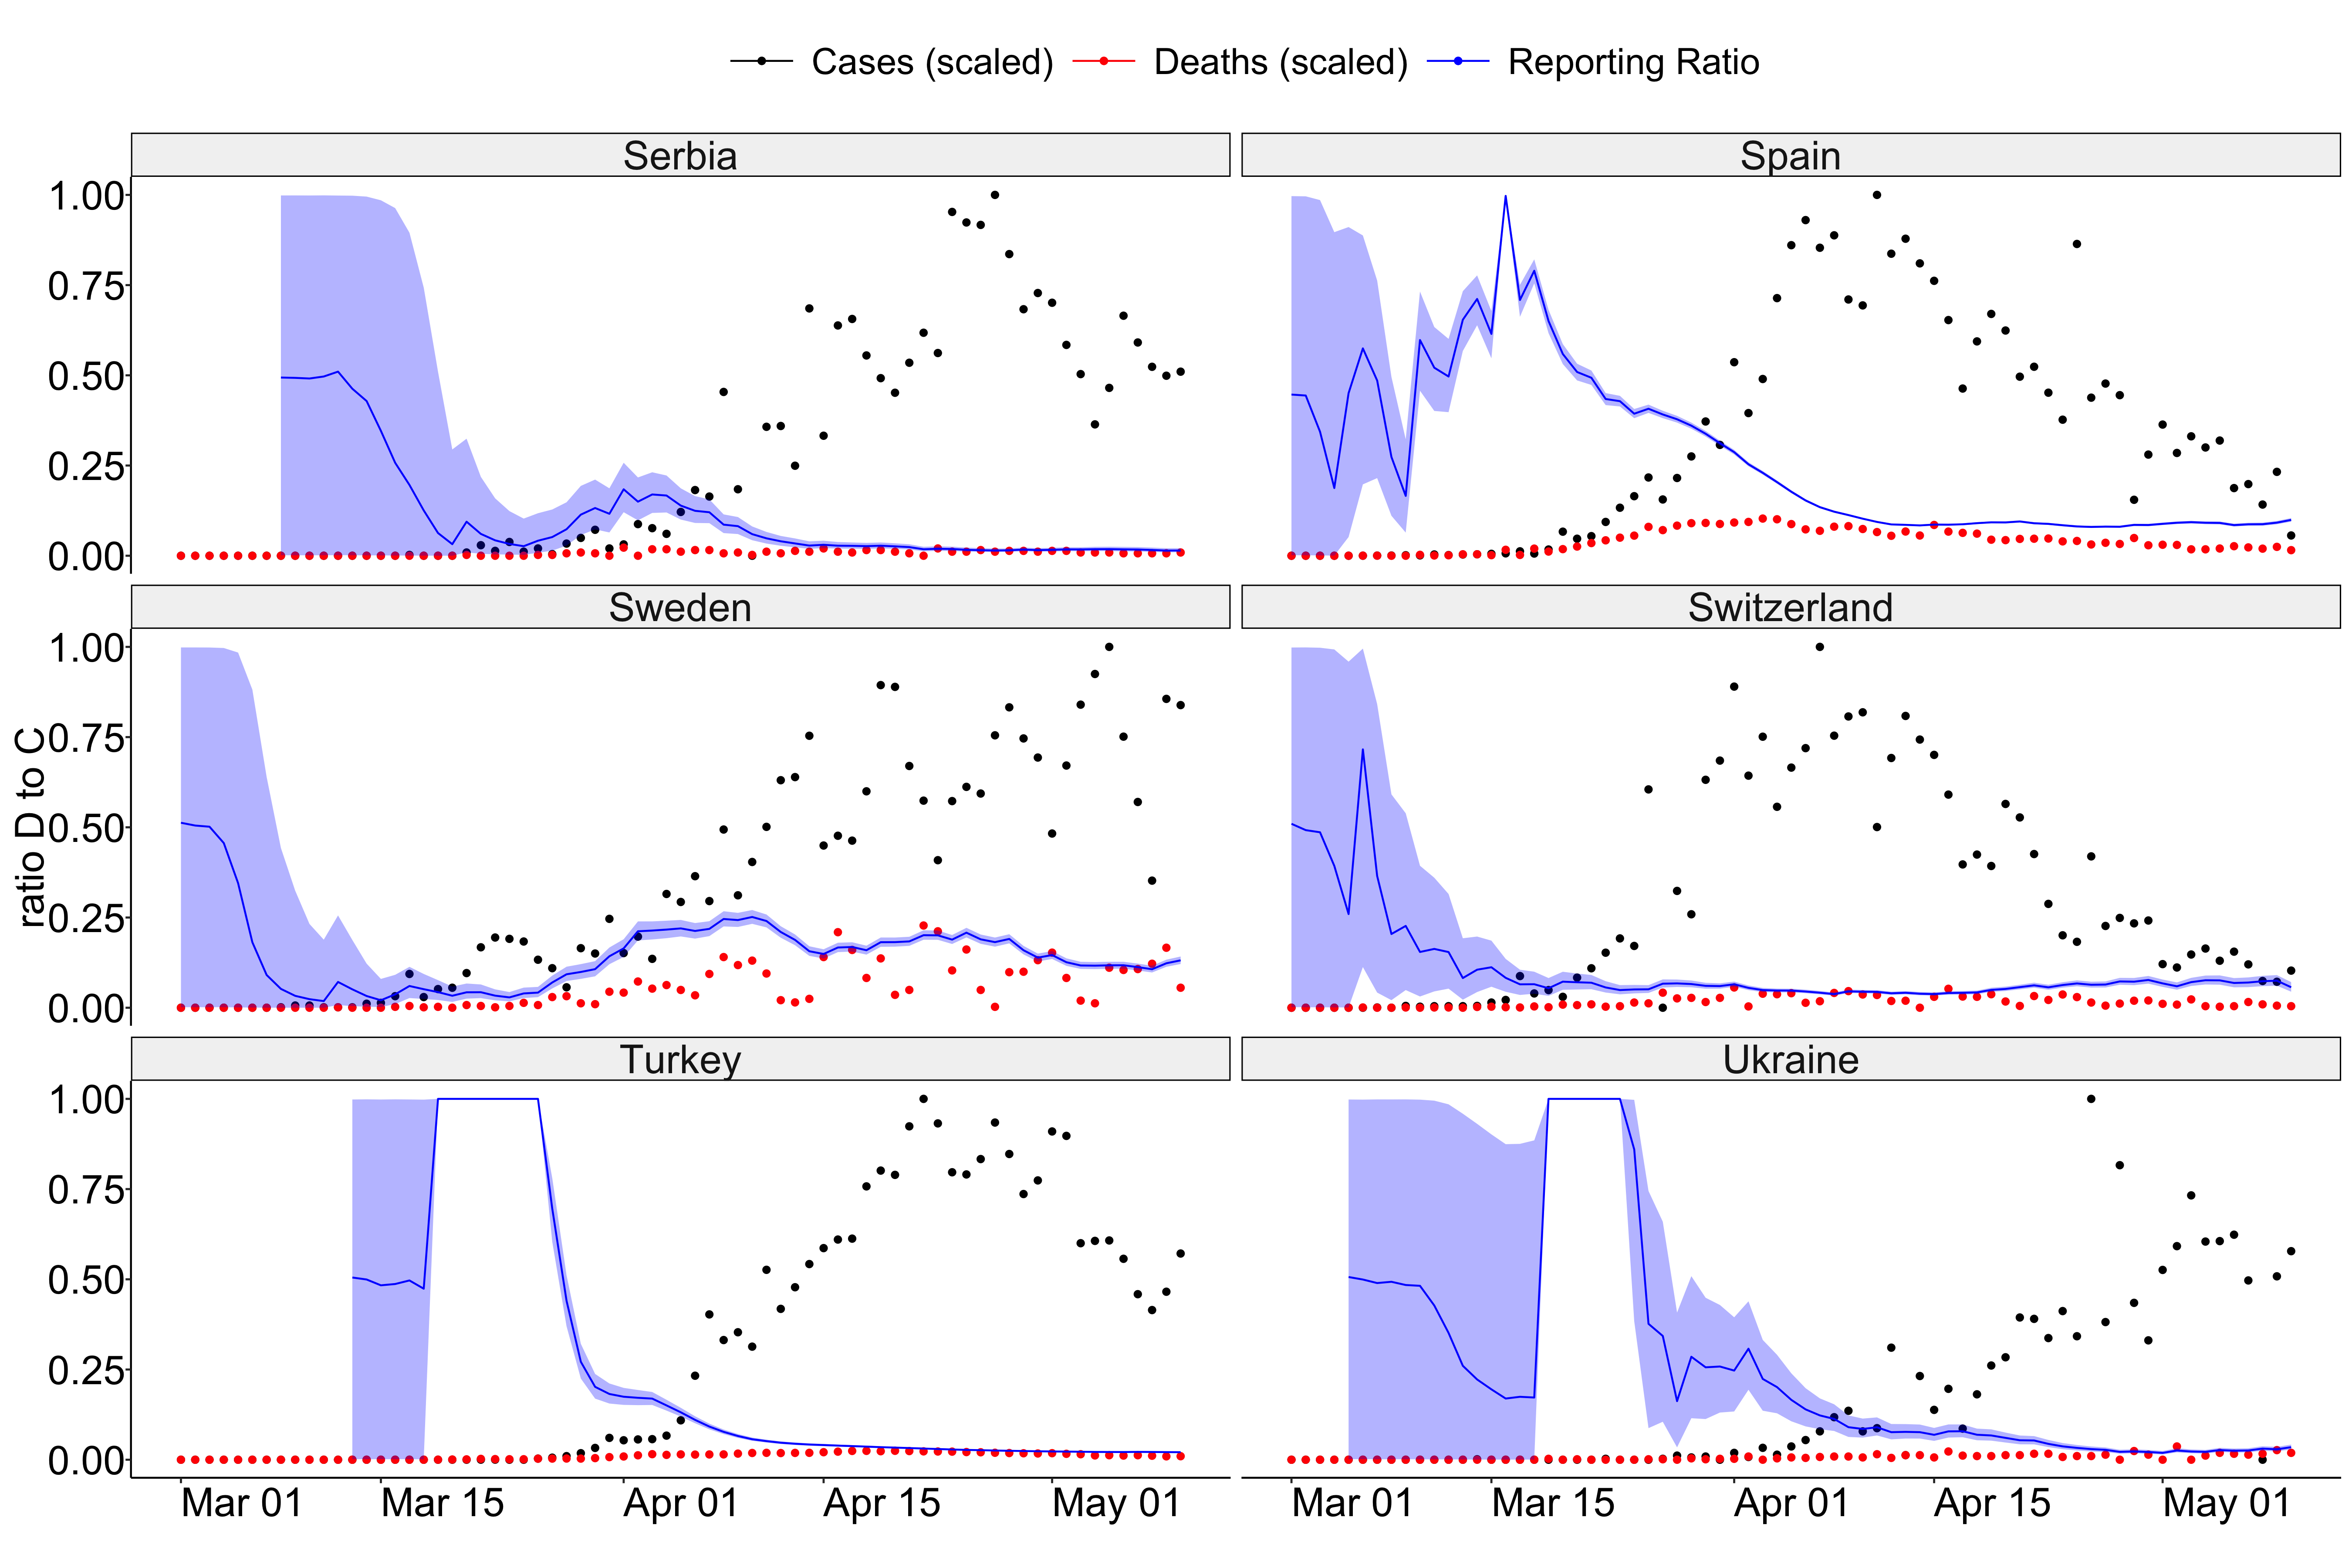 Cases (scaled) Deaths (scaled) Reporting Ratio
Serbia Spain
1.00
0.75
0.50
0.25
0.00
Sweden Switzerland
1.00
0.75
0.50
0.25
0.00
ratio D to C
Turkey Ukraine
1.00
0.75
0.50
0.25
0.00
Mar 01 Mar 15 Apr 01 Apr 15 May 01 Mar 01 Mar 15 Apr 01 Apr 15 May 01